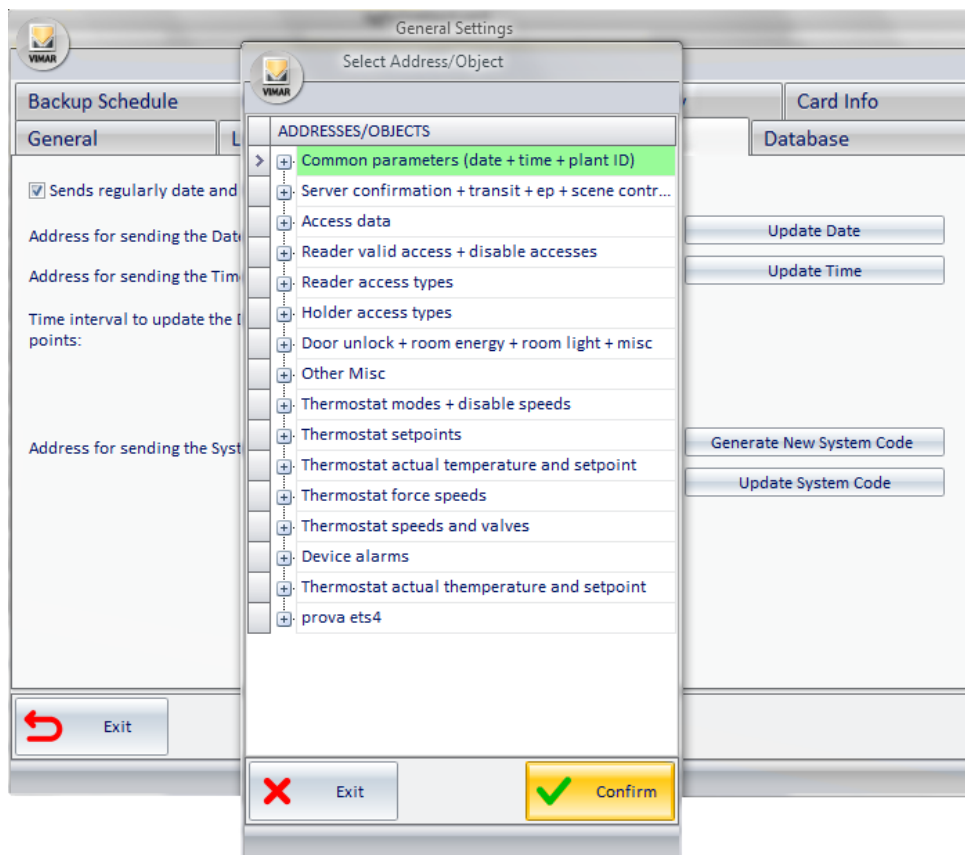 General Settings
VIMAR
Select Address/Object
VIMAR
Backup Schedule
Card Info
General
L
Database
ADDRESSES/OBJECTS
Common parameters (date + time + plant ID)
Server confirmation + transit + ep + scene contr...
Access data
Reader valid access + disable accesses
Reader access types
Holder access types
Door unlock + room energy + room light + misc
Other Misc
Thermostat modes + disable speeds
Thermostat setpoints
Thermostat actual temperature and setpoint
Thermostat force speeds
Thermostat speeds and valves
Device alarms
Thermostat actual themperature and setpoint
prova ets4
Sends regularly date and
Address for sending the Date
Update Date
Address for sending the Time
Update Time
Time interval to update the
points:
Address for sending the Syst
Generate New System Code
Update System Code
Exit
Exit
Confirm